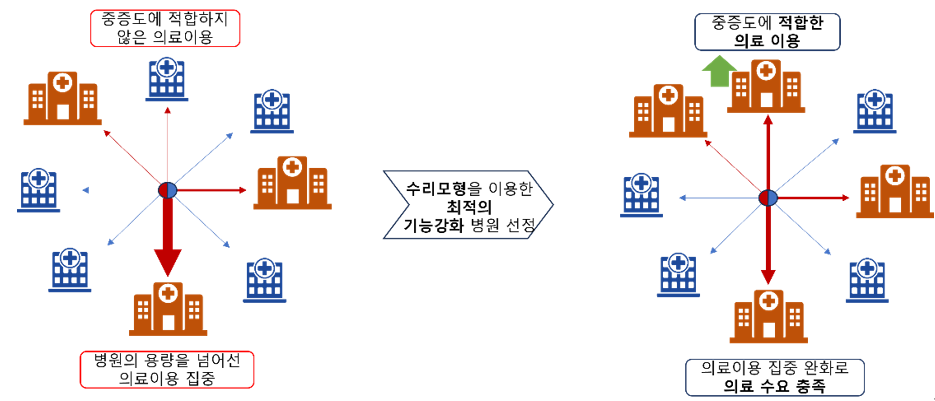 중증도에 적합하지
않은 의료이용
병원의 용량을 넘어선
의료이용 집중
수리모형을 이용한
최적의
기능강화 병원 선정
중증도에 적합한
의료 이용
의료이용 집중 완화로
의료 수요 충족